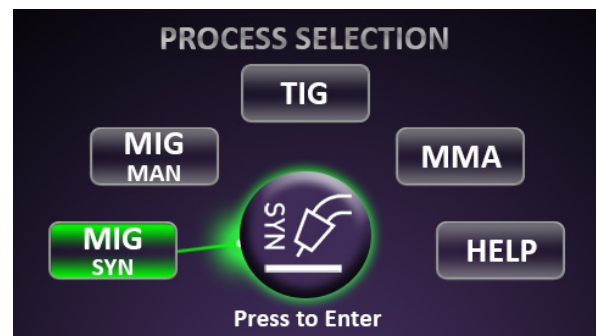 PROCESS SELECTION
TIG
MIG
MAN
MMA
MIG
SYN
SYN
HELP
Press to Enter